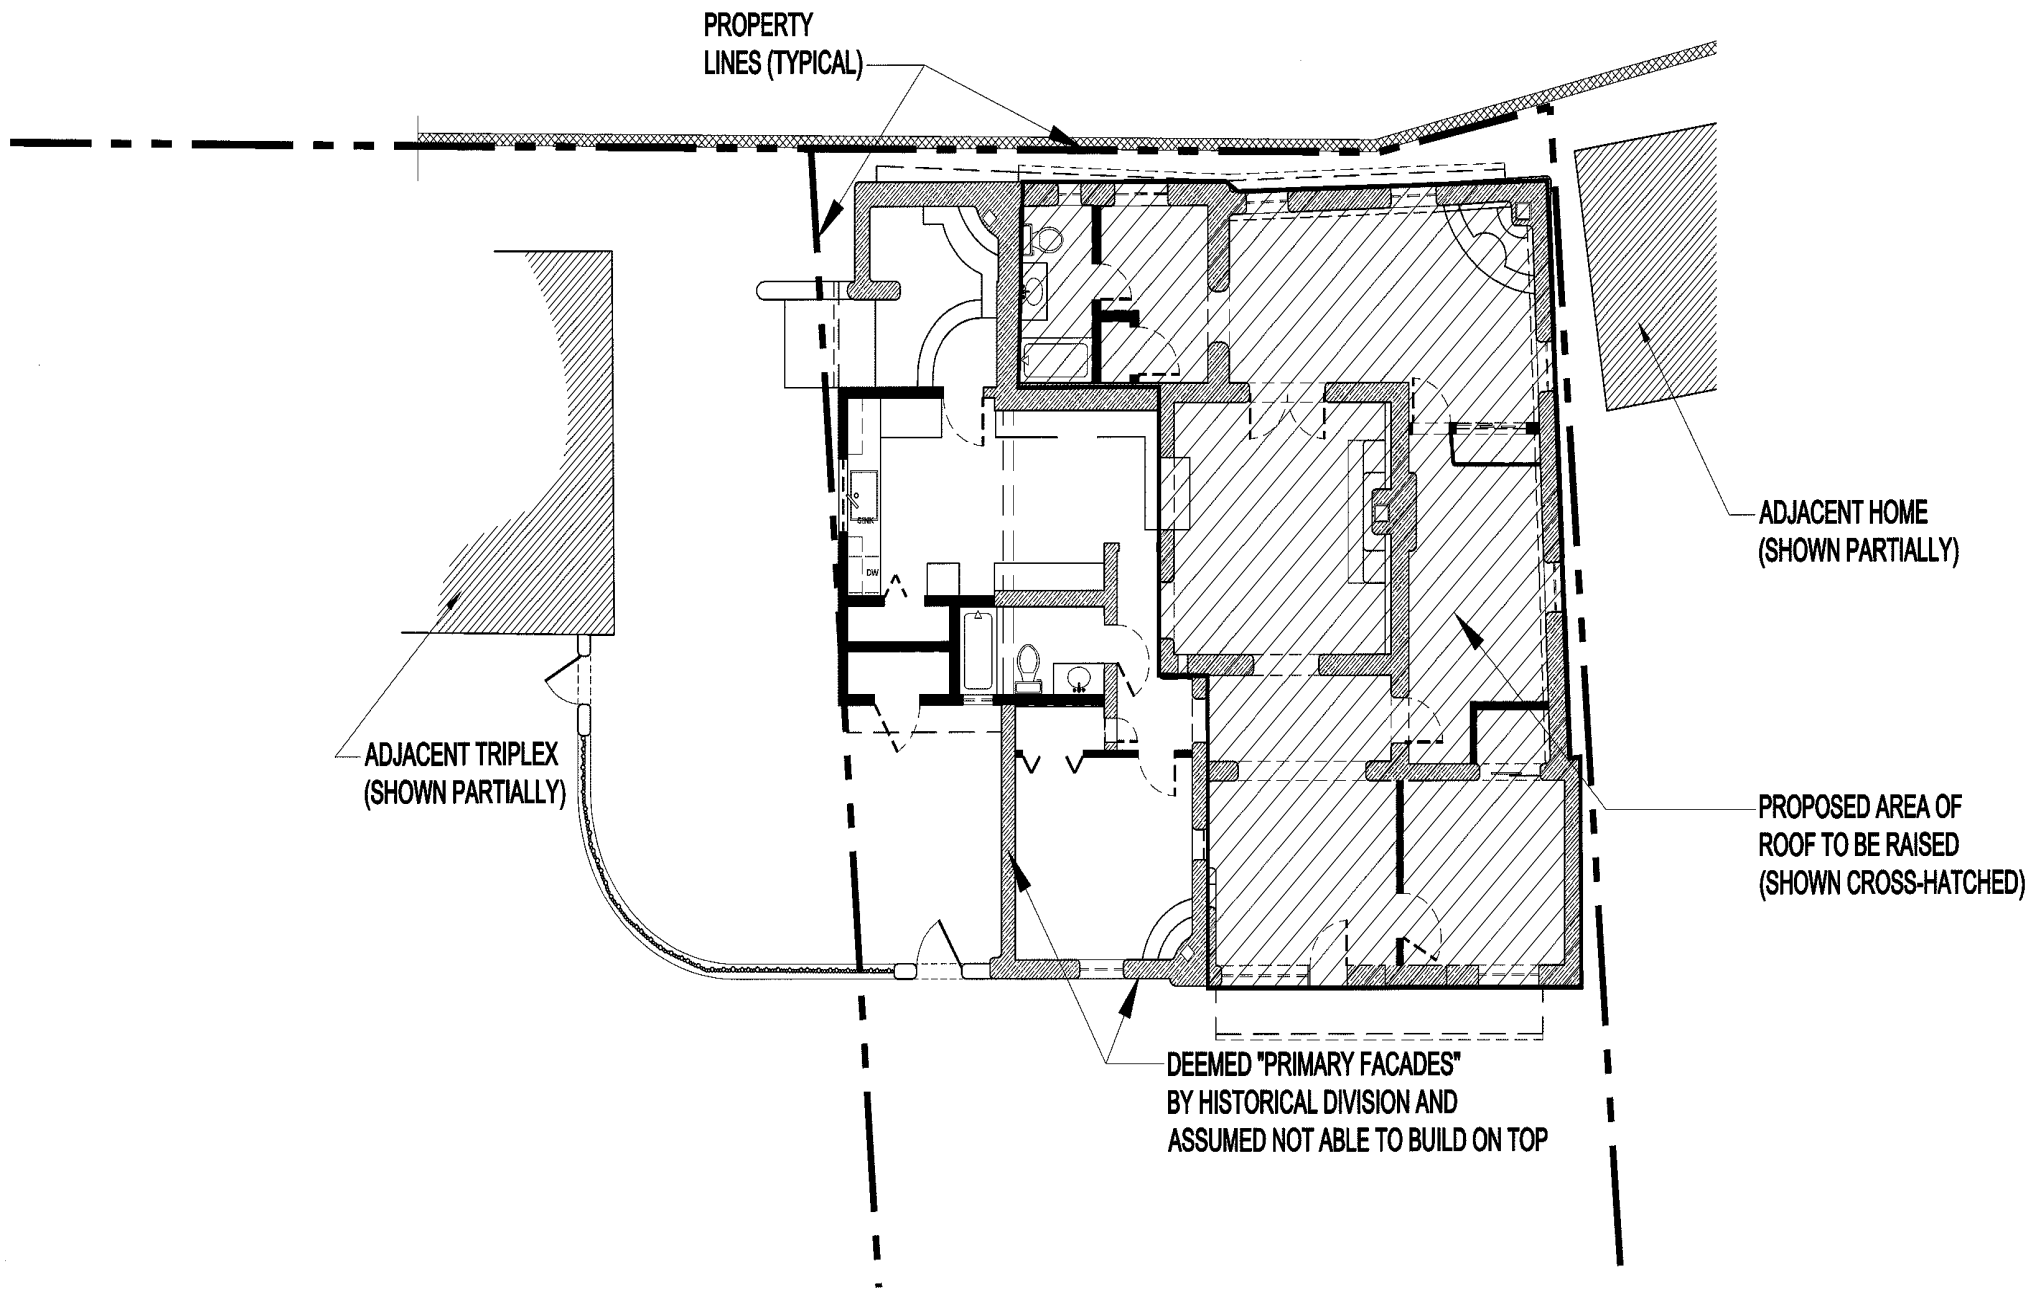 PROPERTY
LINES (TYPICAL)
ADJACENT HOME
(SHOWN PARTIALLY)
SINK
DW
ADJACENT TRIPLEX
(SHOWN PARTIALLY)
PROPOSED AREA OF
ROOF TO BE RAISED
(SHOWN CROSS-HATCHED)
DEEMED "PRIMARY FACADES"
BY HISTORICAL DIVISION AND
ASSUMED NOT ABLE TO BUILD ON TOP